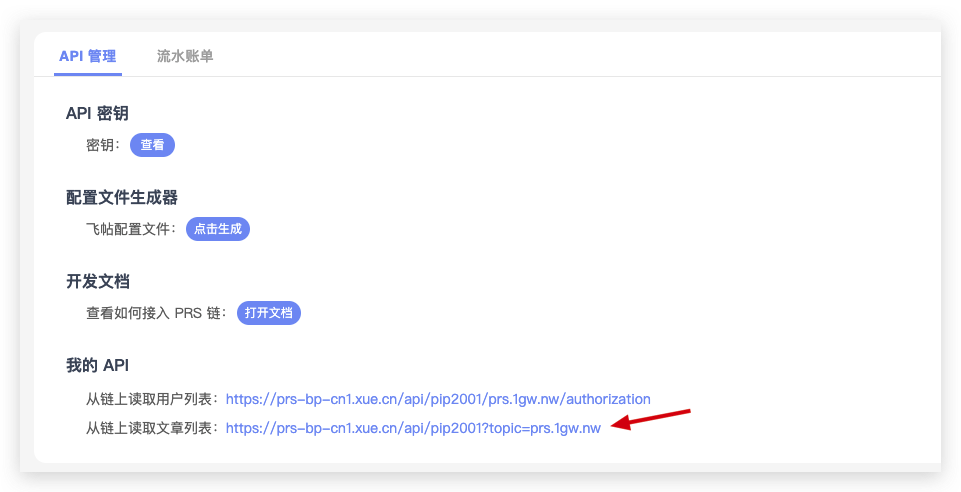 API 管理 流水账单
API 密钥
密钥： 查看
配置文件生成器
飞帖配置文件： 点击生成
开发文档
查看如何接入 PRS 链： 打开文档
我的 API
从链上读取用户列表：https://prs-bp-cn1.xue.cn/api/pip2001/prs.1gw.nw/authorization
从链上读取文章列表：https://prs-bp-cn1.xue.cn/api/pip2001?topic=prs.1gw.nw